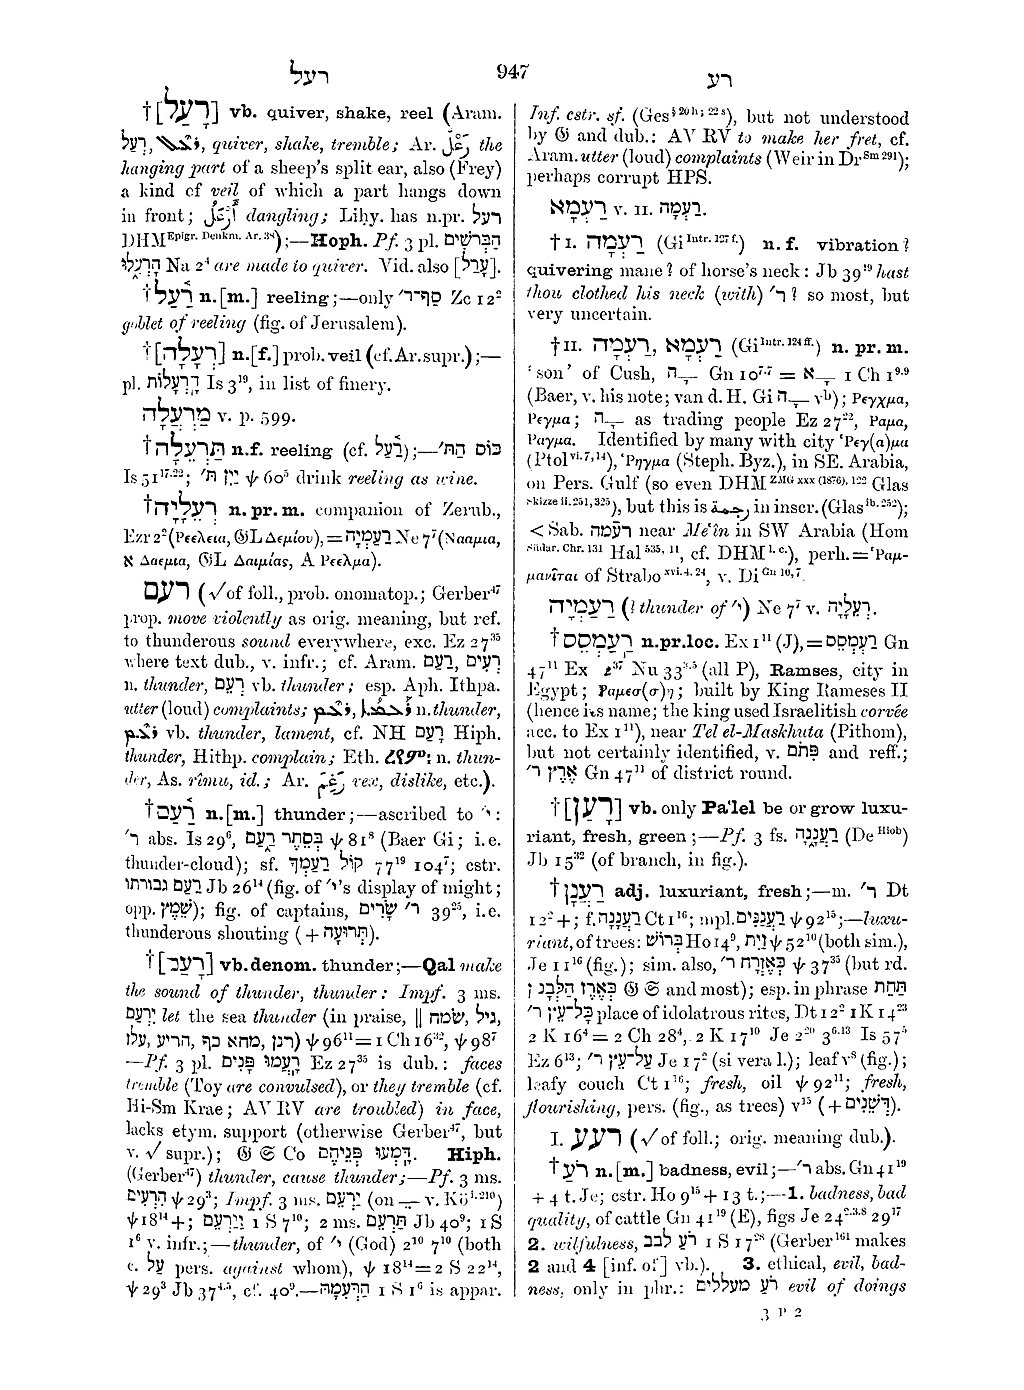 רעל
947
רע
†[רָעַל] vb. quiver, shake, reel (Aram.
רְעַל, quiver, shake, tremble; Ar. the
hanging part of a sheep's split ear, also (Frey)
a kind of veil of which a part hangs down
in front; dangling; Lihy. has n.pr. רעל
DHM Epigr. Denkm. Ar. 34);—Hoph. Pf. 3 pl. הַבְּרֹשִׁים
הָרְעָלוּ Na 2⁴ are made to quiver. Vid. also [עָרַל].
†רַעַל n.[m.] reeling;—only סַף־ר׳ Zc 12²
goblet of reeling (fig. of Jerusalem).
†[רְעָלָה] n.[f.] prob. veil (cf. Ar. supr.);—
pl. הָרְעָלוֹת Is 3¹⁹, in list of finery.
מַרְעֲלָה v. p. 599.
†תַּרְעֵלָה n.f. reeling (cf. רַעַל);—כּוֹס הַתּ׳
Is 51¹⁷·²²; יַיִן תּ׳ ψ 60⁵ drink reeling as wine.
†רְעֵלָיָה n.pr.m. companion of Zerub.,
Ezr 2² (Ρεελεια, 𝔊L Δεμίου), = רַעַמְיָה Ne 7⁷ (Νααμια,
א Δαεμια, 𝔊L Δαιμίας, A Ρεελμα).
רעם (√ of foll., prob. onomatop.; Gerber⁴⁷
prop. move violently as orig. meaning, but ref.
to thunderous sound everywhere, exc. Ez 27³⁵
where text dub., v. infr.; cf. Aram. רְעֵים, רַעַם
n. thunder, רְעֵם vb. thunder; esp. Aph. Ithpa.
utter (loud) complaints; n. thunder,
vb. thunder, lament, cf. NH רָעַם Hiph.
thunder, Hithp. complain; Eth. n. thun-
der, As. rîmu, id.; Ar. vex, dislike, etc.).
†רַעַם n.[m.] thunder;—ascribed to י׳:
ר׳ abs. Is 29⁶, בְּסֵתֶר רַעַם ψ 81⁸ (Baer Gi; i.e.
thunder-cloud); sf. קוֹל רַעַמְךָ 77¹⁹ 104⁷; cstr.
רַעַם גבורתו Jb 26¹⁴ (fig. of י׳'s display of might;
opp. שֶׁמֶץ); fig. of captains, ר׳ שָׂרִים 39²⁵, i.e.
thunderous shouting (+ תְּרוּעָה).
†[רָעַם] vb. denom. thunder;—Qal make
the sound of thunder, thunder: Impf. 3 ms.
יִרְעַם let the sea thunder (in praise, ‖ גיל, שׂמח,
רנן, מחא כף, הריע, עלז) ψ 96¹¹ = 1 Ch 16³², ψ 98⁷
—Pf. 3 pl. רָעֲמוּ פָּנִים Ez 27³⁵ is dub.: faces
tremble (Toy are convulsed), or they tremble (cf.
Hi-Sm Krae; AV RV are troubled) in face,
lacks etym. support (otherwise Gerber⁴⁷, but
v. √ supr.); 𝔊 𝔖 Co דָּמְעוּ פְנֵיהֶם. Hiph.
(Gerber⁴⁷) thunder, cause thunder;—Pf. 3 ms.
הִרְעִים ψ 29³; Impf. 3 ms. יַרְעֵם (on v. Kö i.210)
ψ 18¹⁴ +; וַיַּרְעֵם 1 S 7¹⁰; 2 ms. תַּרְעֵם Jb 40⁹; 1 S
1⁶ v. infr.;—thunder, of י׳ (God) 2¹⁰ 7¹⁰ (both
c. עַל pers. against whom), ψ 18¹⁴ = 2 S 22¹⁴,
ψ 29³ Jb 37⁴·⁵, cf. 40⁹.—הַרְּעִמָהּ 1 S 1⁶ is appar.
Inf. cstr. sf. (Ges § 20 h; 22 s), but not understood
by 𝔊 and dub.: AV RV to make her fret, cf.
Aram. utter (loud) complaints (Weir in Dr Sm 291);
perhaps corrupt HPS.
רַעְמָא v. II. רַעְמָה.
†I. רַעְמָה (Gi Intr. 127 f.) n. f. vibration?
quivering mane? of horse's neck: Jb 39¹⁹ hast
thou clothed his neck (with) ר׳? so most, but
very uncertain.
†II. רַעְמָה, רַעְמָא (Gi Intr. 124 ff.) n. pr. m.
'son' of Cush, ־ָה Gn 10⁷·⁷ = ־ָא 1 Ch 1⁹·⁹
(Baer, v. his note; van d. H. Gi ־ָה v b); Ρεγχμα,
Ρεγμα; ־ָה as trading people Ez 27²², Ραμα,
Ραγμα. Identified by many with city Ῥεγ(α)μα
(Ptol vi. 7, 14), Ῥηγμα (Steph. Byz.), in SE. Arabia,
on Pers. Gulf (so even DHM ZMG xxx (1876), 122 Glas
Skizze ii. 251, 325), but this is in inscr. (Glas ib. 252);
< Sab. רעמה near Me'în in SW Arabia (Hom
Südar. Chr. 131 Hal 535, 11, cf. DHM l. c.), perh. = Ῥαμ-
μανῖται of Strabo xvi. 4. 24, v. Di Gn 10, 7.
רַעַמְיָה (? thunder of י׳) Ne 7⁷ v. רְעֵלָיָה.
†רַעַמְסֵס n.pr.loc. Ex 1¹¹ (J), = רַעְמְסֵס Gn
47¹¹ Ex ³⁷ Nu 33³·⁵ (all P), Ramses, city in
Egypt; Ραμεσ(σ)η; built by King Rameses II
(hence its name; the king used Israelitish corvée
acc. to Ex 1¹¹), near Tel el-Maskhuta (Pithom),
but not certainly identified, v. פִּתֹם and reff.;
אֶרֶץ ר׳ Gn 47¹¹ of district round.
†[רָעַן] vb. only Pa'lel be or grow luxu-
riant, fresh, green;—Pf. 3 fs. רַעֲנָנָה (De Hiob)
Jb 15³² (of branch, in fig.).
†רַעֲנָן adj. luxuriant, fresh;—m. ר׳ Dt
12² +; f. רַעֲנָנָה Ct 1¹⁶; mpl. רַעֲנַנִּים ψ 92¹⁵;—luxu-
riant, of trees: בְּרוֹשׁ Ho 14⁹, זַיִת ψ 52¹⁰ (both sim.),
Je 11¹⁶ (fig.); sim. also, כְּאֶזְרָח ר׳ ψ 37³⁵ (but rd.
כְּאֶרֶז הַלְּבָנֹן 𝔊 𝔖 and most); esp. in phrase תַּחַת
כָּל־עֵץ ר׳ place of idolatrous rites, Dt 12² 1 K 14²³
2 K 16⁴ = 2 Ch 28⁴, 2 K 17¹⁰ Je 2²⁰ 3⁶·¹³ Is 57⁵
Ez 6¹³; עַל־עֵץ ר׳ Je 17² (si vera l.); leaf v⁸ (fig.);
leafy couch Ct 1¹⁶; fresh, oil ψ 92¹¹; fresh,
flourishing, pers. (fig., as trees) v¹⁵ (+ דְּשֵׁנִים).
I. רעע (√ of foll.; orig. meaning dub.).
†רֹעַ n.[m.] badness, evil;—ר׳ abs. Gn 41¹⁹
+ 4 t. Je; cstr. Ho 9¹⁵ + 13 t.;—1. badness, bad
quality, of cattle Gn 41¹⁹ (E), figs Je 24²·³·⁸ 29¹⁷
2. wilfulness, רֹעַ לבב 1 S 17²⁸ (Gerber¹⁶¹ makes
2 and 4 [inf. of] vb.). 3. ethical, evil, bad-
ness, only in phr.: רֹעַ מעללים evil of doings
3 P 2